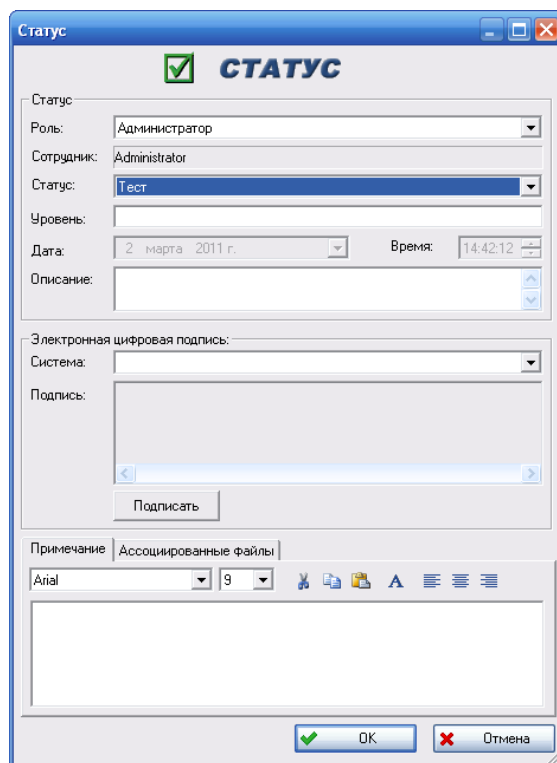 Статус
СТАТУС
Статус
Роль: Администратор
Сотрудник: Administrator
Статус: Тест
Уровень:
Дата: 2 марта 2011 г. Время: 14:42:12
Описание:
Электронная цифровая подпись:
Система:
Подпись:
Подписать
Примечание Ассоциированные файлы
Arial 9 A
OK Отмена